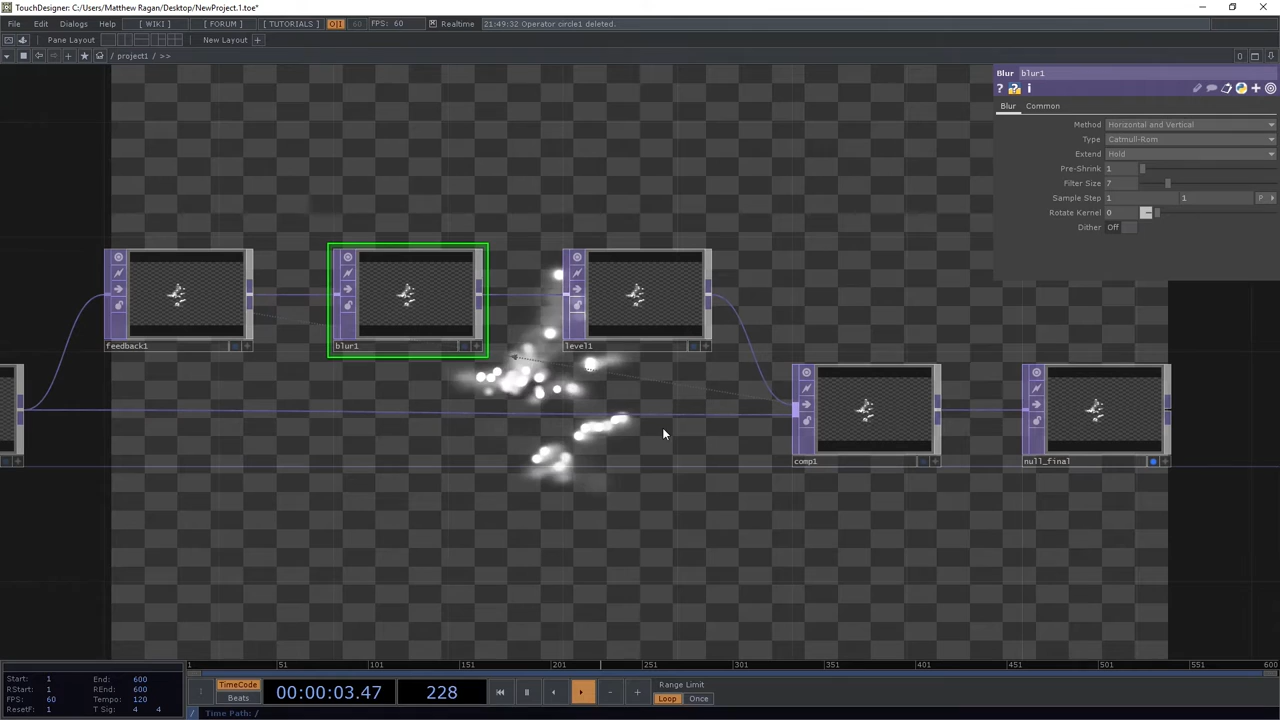 TouchDesigner: C:/Users/Matthew Ragan/Desktop/NewProject.1.toe*
File Edit Dialogs Help [ WIKI ] [ FORUM ] [ TUTORIALS ] O|I 60 FPS: 60 Realtime 21:49:32 Operator circle1 deleted.
Pane Layout New Layout +
/ project1 / >> 0
Blur blur1
? ? i
Blur Common
Method Horizontal and Vertical
Type Catmull-Rom
Extend Hold
Pre-Shrink 1
Filter Size 7
Sample Step 1 1 P
Rotate Kernel 0
Dither Off
feedback1 blur1 level1
comp1 null_final
1 51 101 151 201 251 301 351 401 451 501 551 600
Start: 1 End: 600
RStart: 1 REnd: 600
FPS: 60 Tempo: 120
ResetF: 1 T Sig: 4 4
TimeCode
Beats
00:00:03.47 228
Range Limit
Loop Once
/ Time Path: /